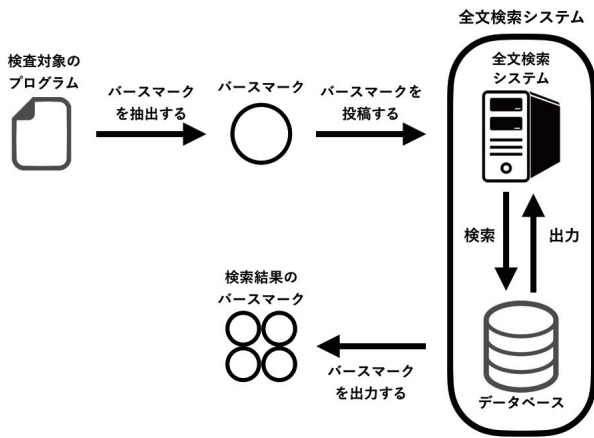 全文検索システム
検査対象の
プログラム
バースマーク
を抽出する
バースマーク
バースマークを
投稿する
全文検索
システム
検索
出力
検索結果の
バースマーク
バースマーク
を出力する
データベース